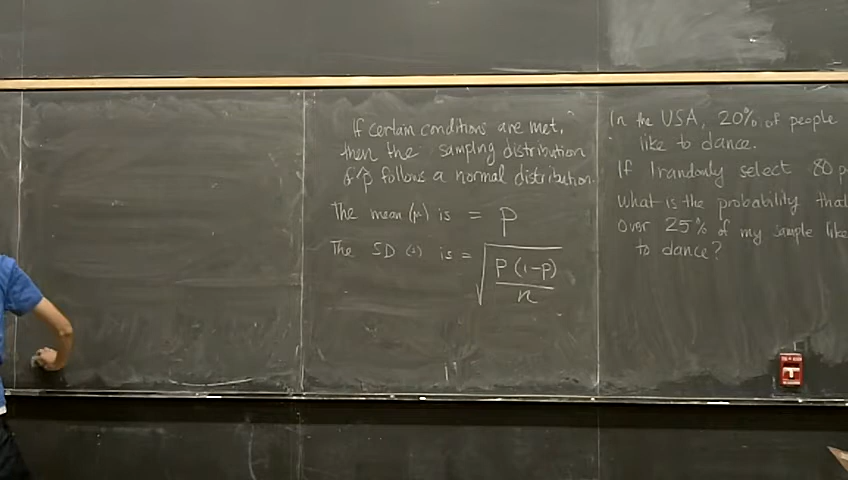 If certain conditions are met,
then the sampling distribution
of p̂ follows a normal distribution.
The mean (μ) is = P
The SD is = √(P(1-p)/n)
In the USA, 20% of people
like to dance.
If I randonly select 80 p
what is the probability that
Over 25% of my sample like
to dance?